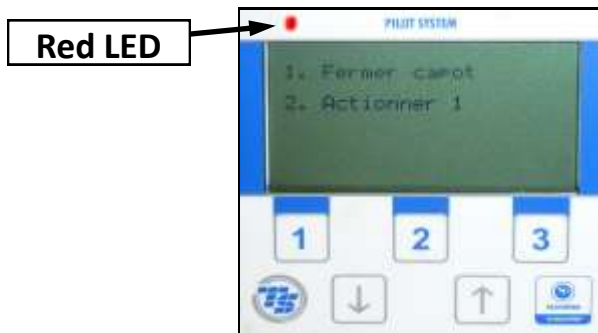 Red LED
PILOT SYSTEM
1. Fermer capot
2. Actionner 1
1 2 3